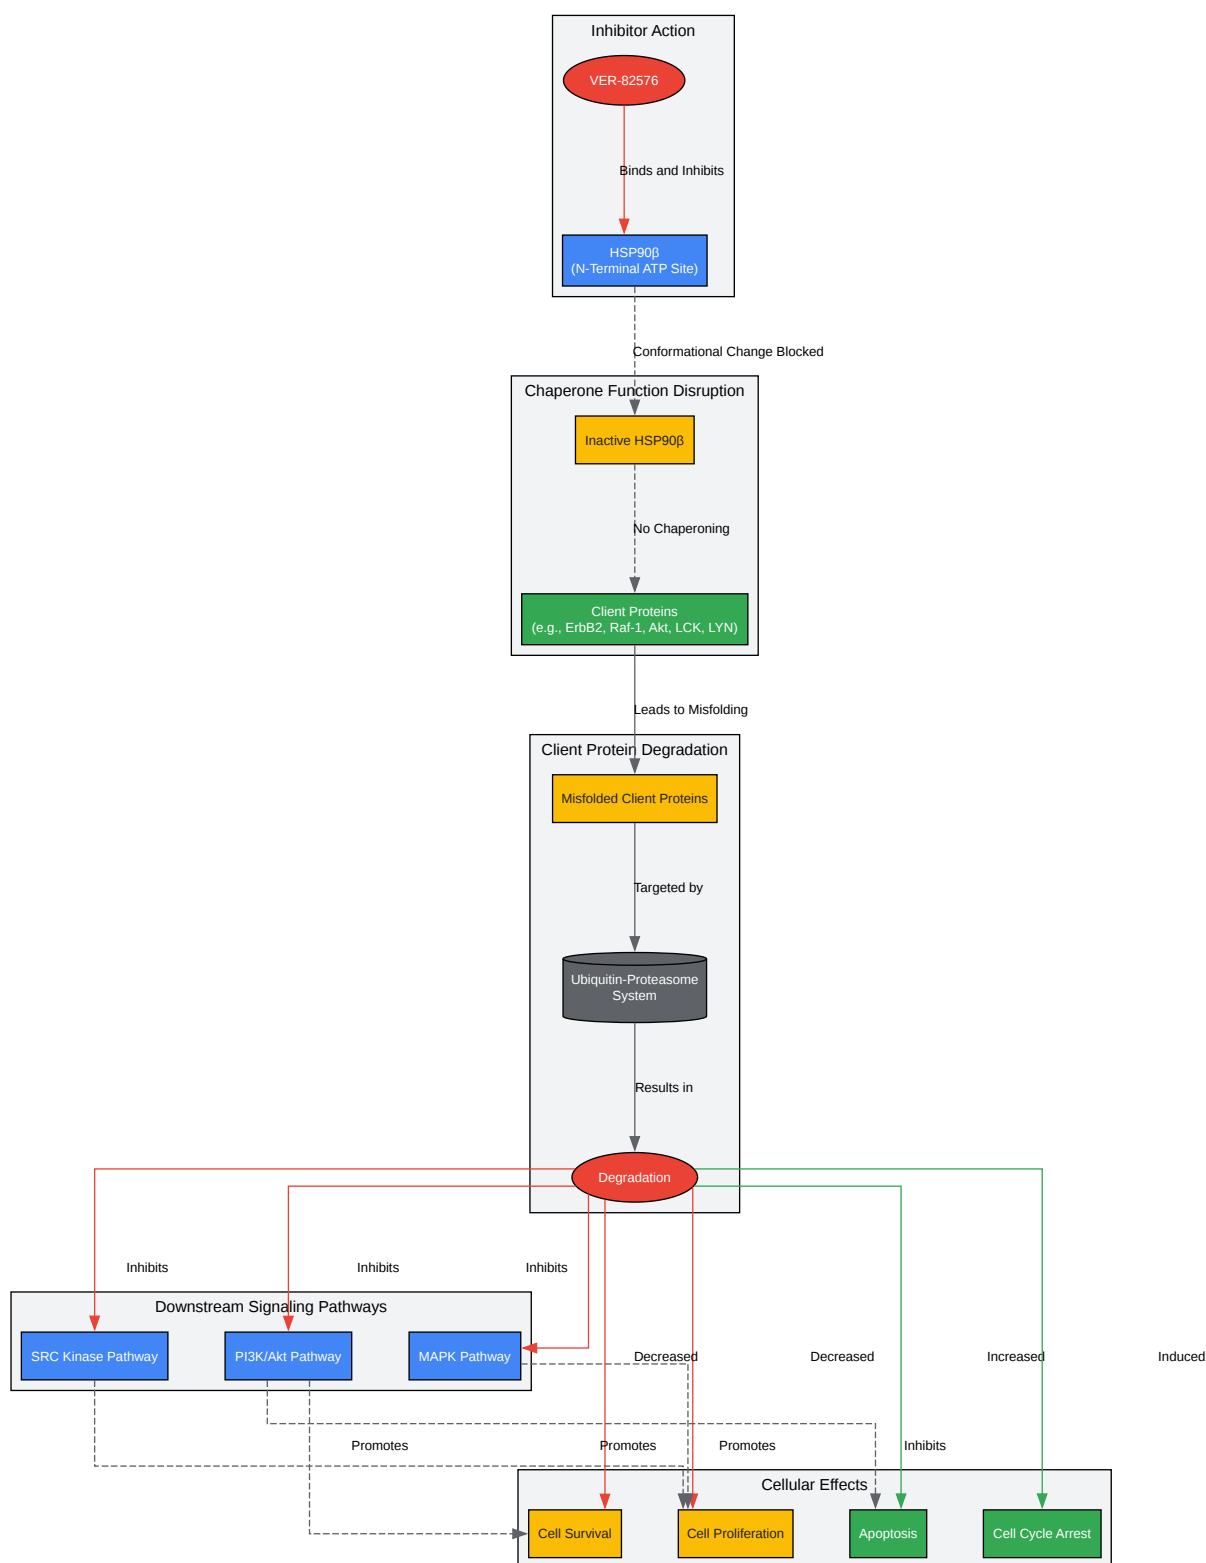 Inhibitor Action
VER-82576
Binds and Inhibits
HSP90β
(N-Terminal ATP Site)
Conformational Change Blocked
Chaperone Function Disruption
Inactive HSP90β
No Chaperoning
Client Proteins
(e.g., ErbB2, Raf-1, Akt, LCK, LYN)
Leads to Misfolding
Client Protein Degradation
Misfolded Client Proteins
Targeted by
Ubiquitin-Proteasome
System
Results in
Degradation
Inhibits
Inhibits
Inhibits
Downstream Signaling Pathways
SRC Kinase Pathway
PI3K/Akt Pathway
MAPK Pathway
Decreased
Decreased
Increased
Induced
Promotes
Promotes
Promotes
Inhibits
Cellular Effects
Cell Survival
Cell Proliferation
Apoptosis
Cell Cycle Arrest